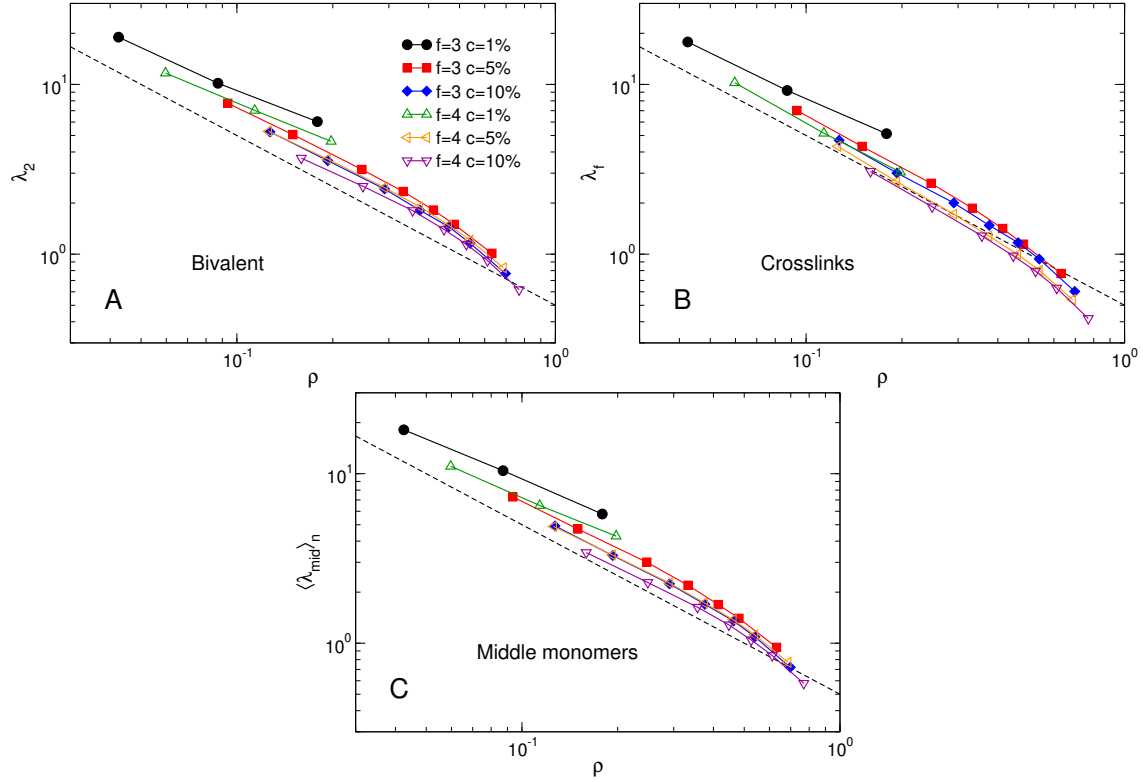 10¹
10⁰
λ₂
f=3 c=1%
f=3 c=5%
f=3 c=10%
f=4 c=1%
f=4 c=5%
f=4 c=10%
Bivalent
A
10⁻¹
10⁰
ρ
10¹
10⁰
λf
Crosslinks
B
10⁻¹
10⁰
ρ
10¹
10⁰
⟨λmid⟩n
Middle monomers
C
10⁻¹
10⁰
ρ